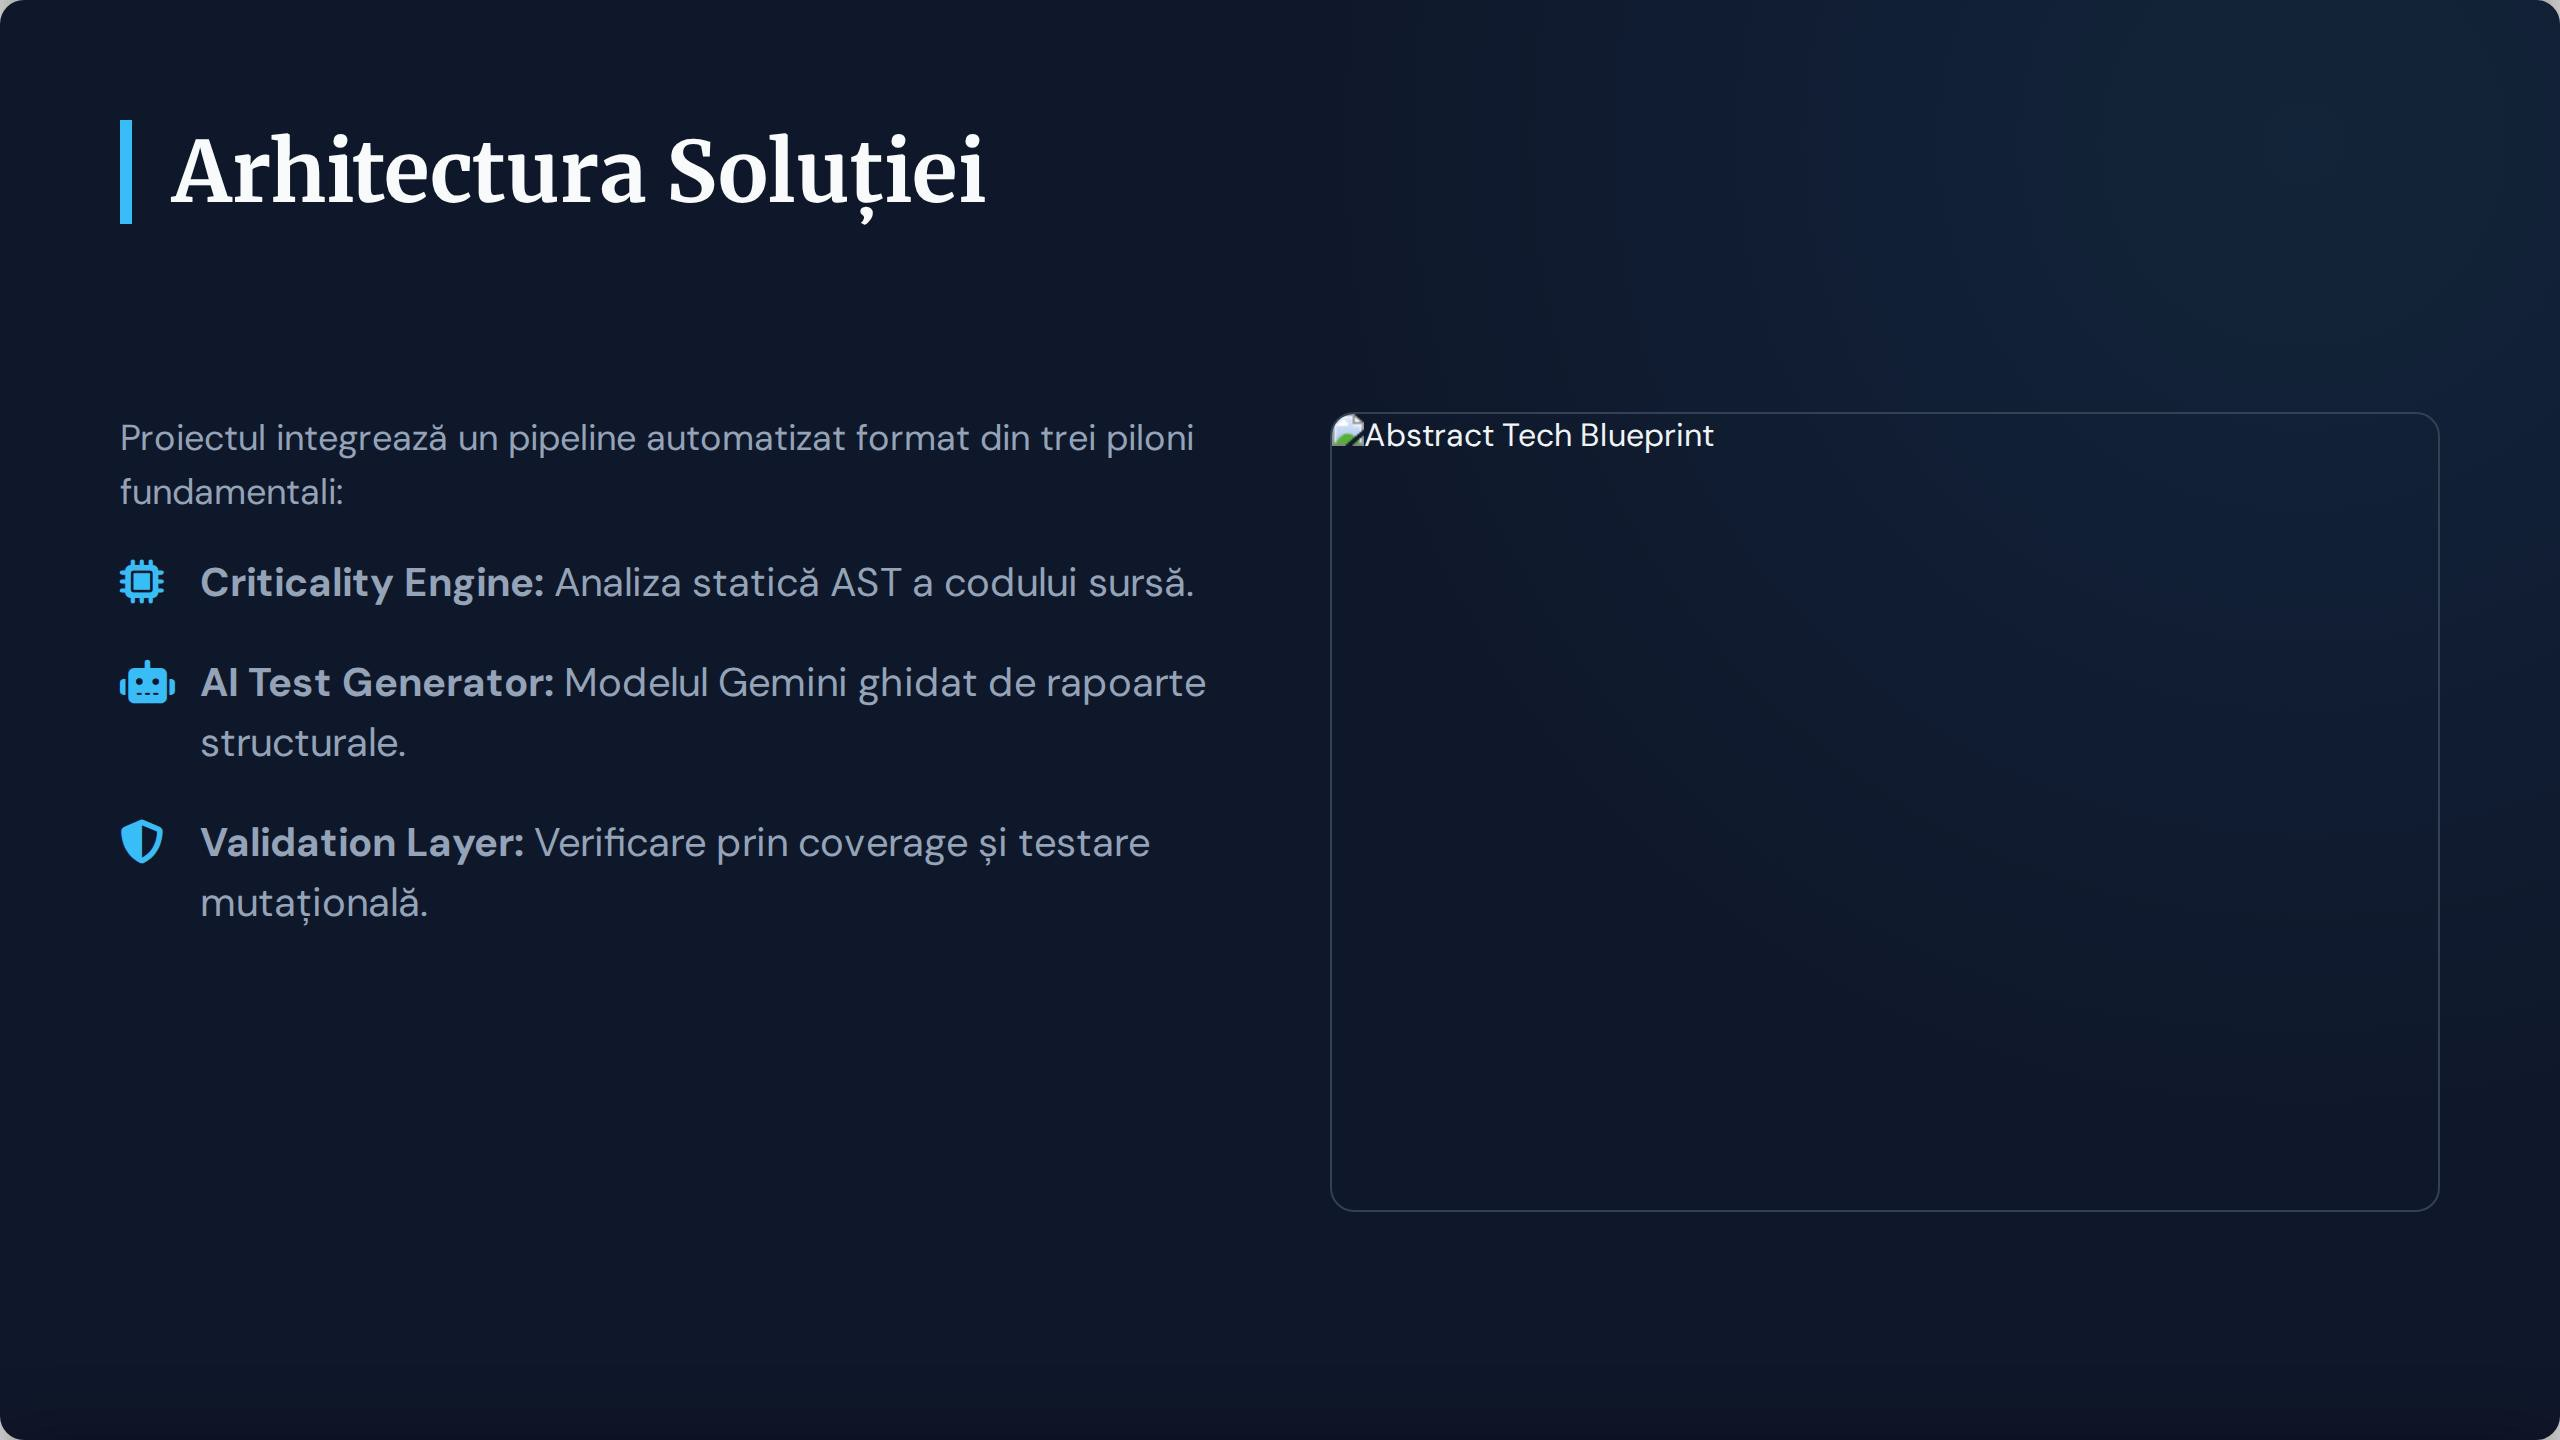 Arhitectura Soluției
Proiectul integrează un pipeline automatizat format din trei piloni
fundamentali:
Criticality Engine: Analiza statică AST a codului sursă.
AI Test Generator: Modelul Gemini ghidat de rapoarte
structurale.
Validation Layer: Verificare prin coverage și testare
mutațională.
Abstract Tech Blueprint